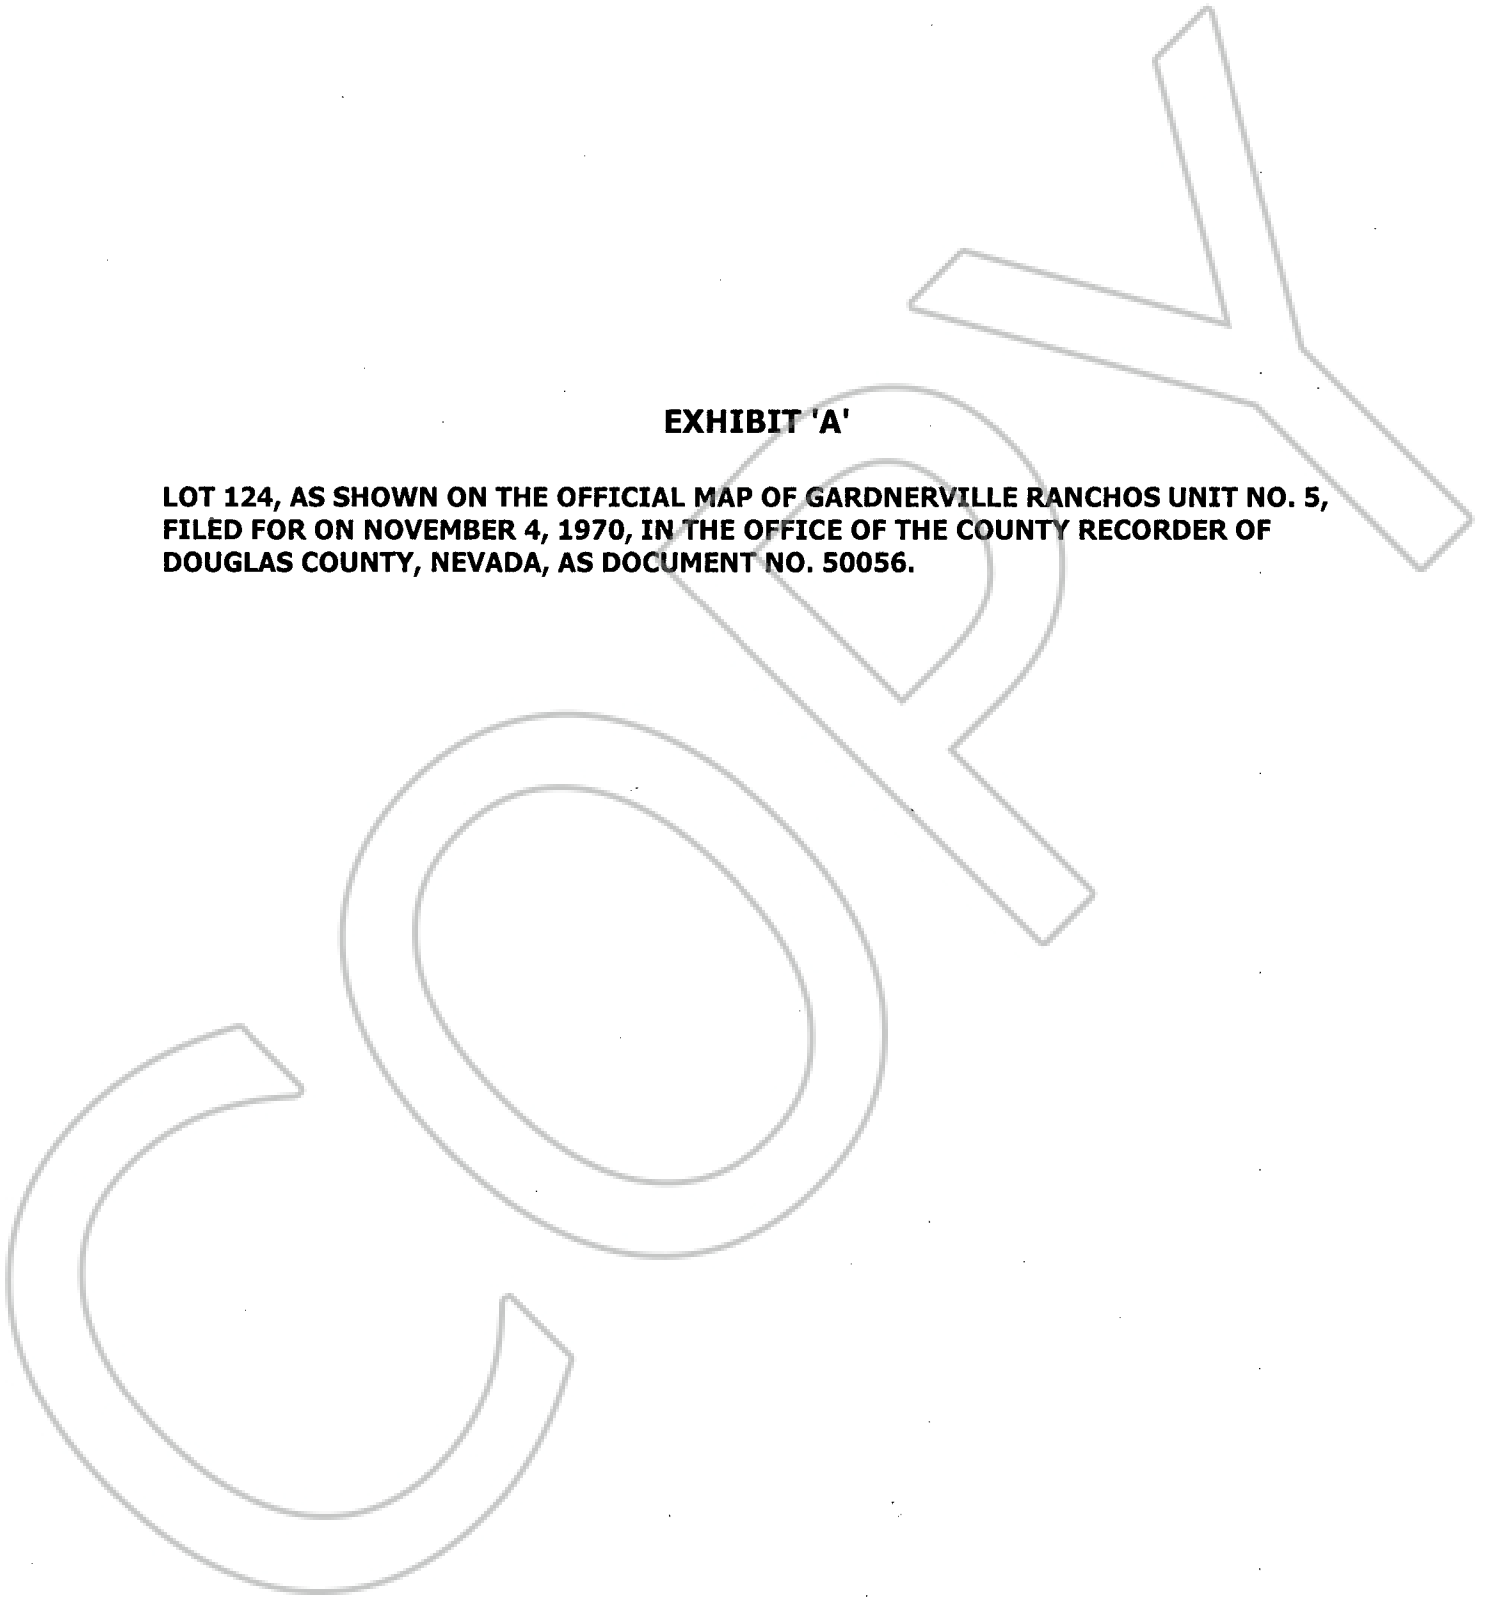 EXHIBIT 'A'
LOT 124, AS SHOWN ON THE OFFICIAL MAP OF GARDNERVILLE RANCHOS UNIT NO. 5,
FILED FOR ON NOVEMBER 4, 1970, IN THE OFFICE OF THE COUNTY RECORDER OF
DOUGLAS COUNTY, NEVADA, AS DOCUMENT NO. 50056.
COPY